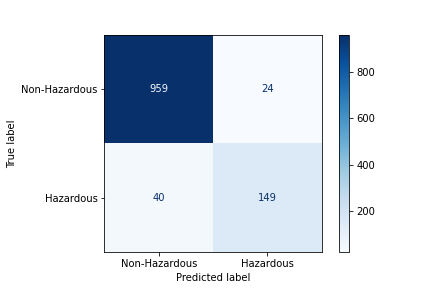 Non-Hazardous
959
24
Hazardous
40
149
Non-Hazardous
Hazardous
Predicted label
True label
800
600
400
200